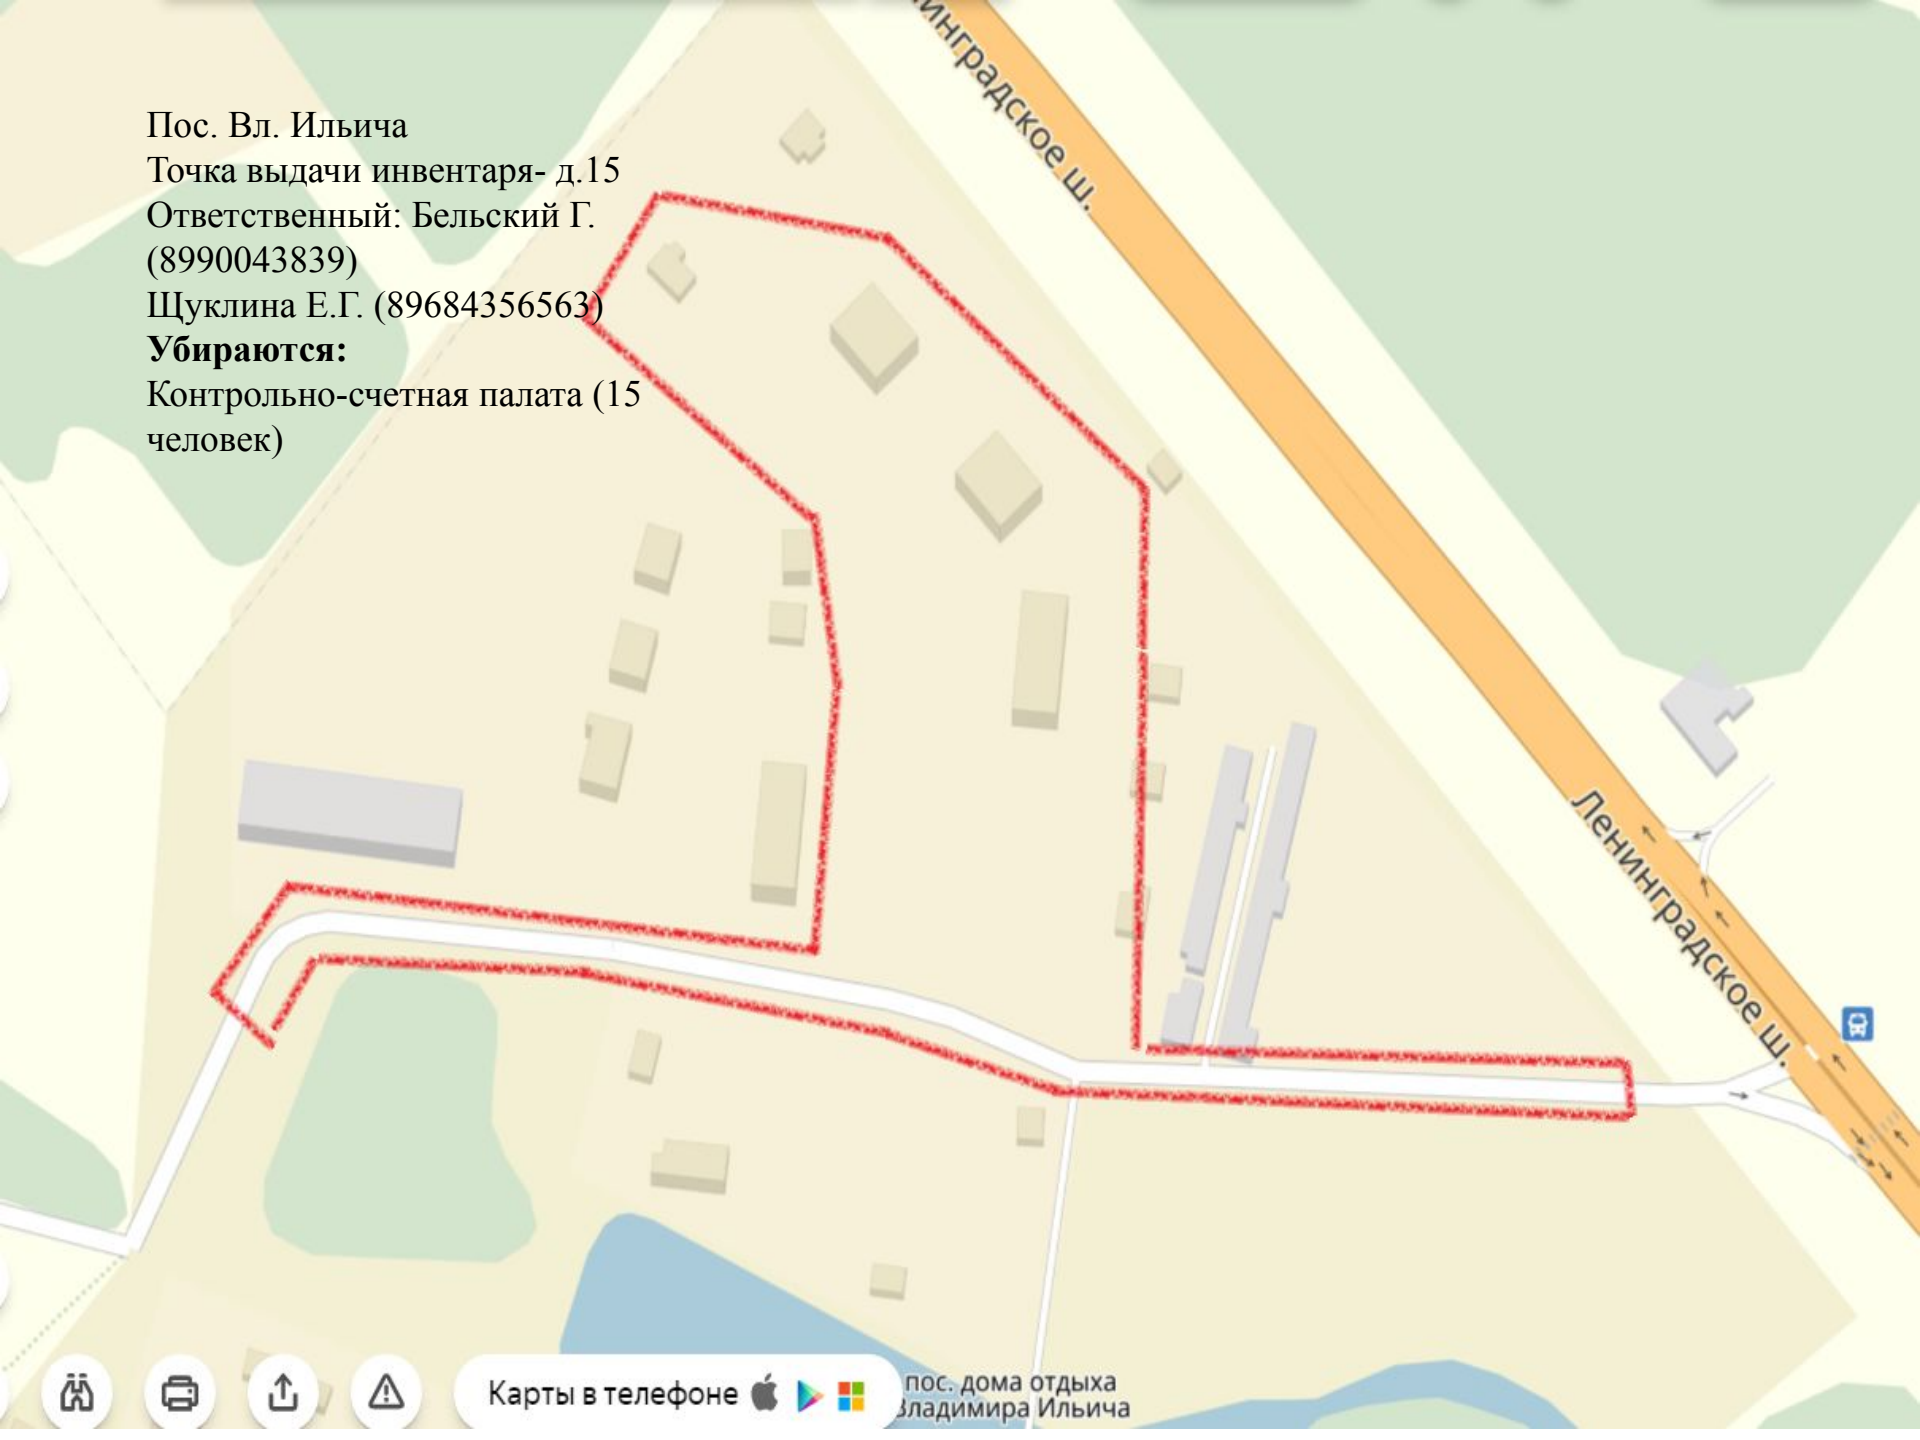 Пос. Вл. Ильича
Точка выдачи инвентаря- д.15
Ответственный: Бельский Г.
(8990043839)
Щуклина Е.Г. (89684356563)
Убираются:
Контрольно-счетная палата (15
человек)
инградское ш.
Ленинградское ш.
Карты в телефоне
пос. дома отдыха
Владимира Ильича